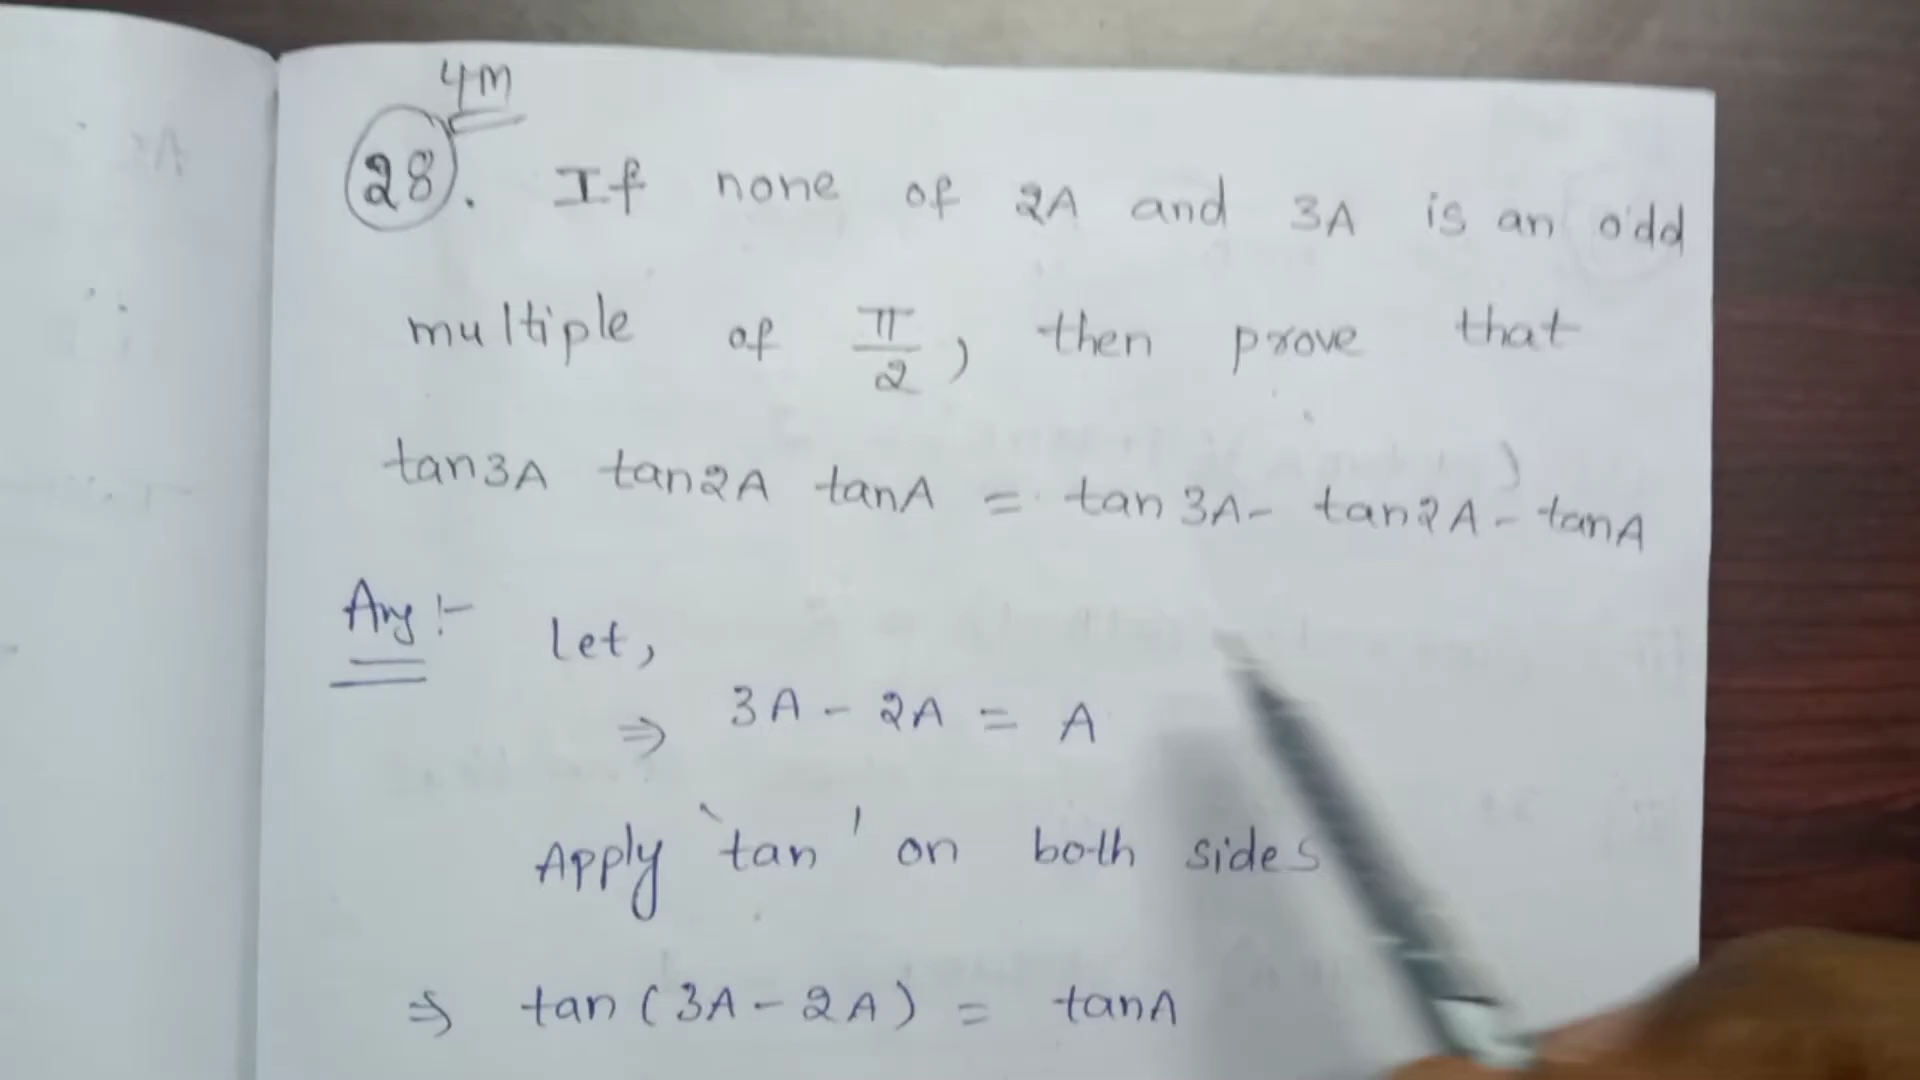 4M
28. If none of 2A and 3A is an odd
multiple of π/2, then prove that
tan3A tan2A tanA = tan3A - tan2A - tanA
Ans :-
Let,
⇒ 3A - 2A = A
Apply 'tan' on both sides
⇒ tan(3A - 2A) = tanA